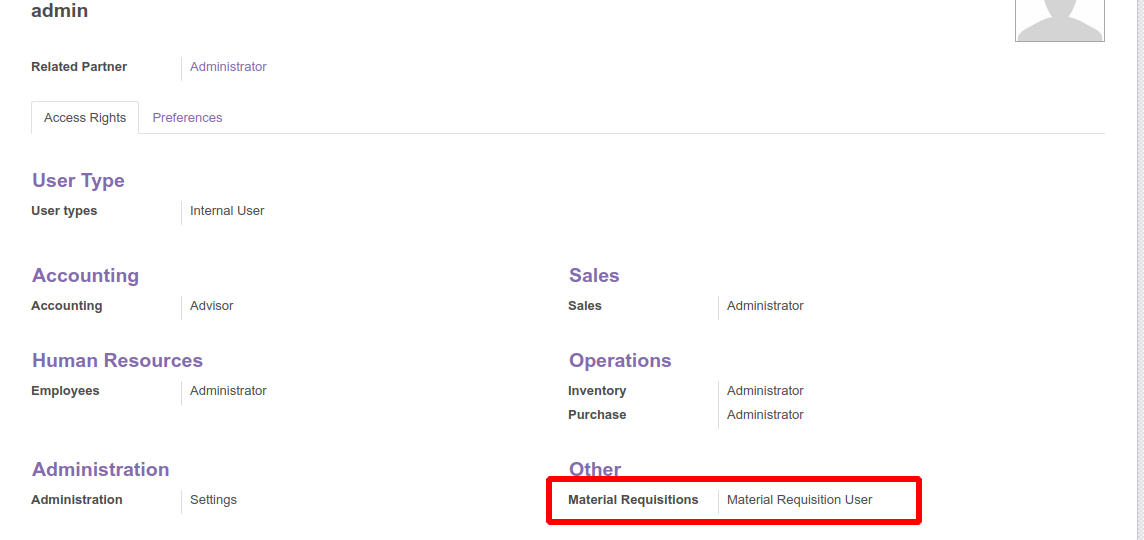 admin
Related Partner Administrator
Access Rights Preferences
User Type
User types Internal User
Accounting Sales
Accounting Advisor Sales Administrator
Human Resources Operations
Employees Administrator Inventory Administrator
Purchase Administrator
Administration Other
Administration Settings Material Requisitions Material Requisition User